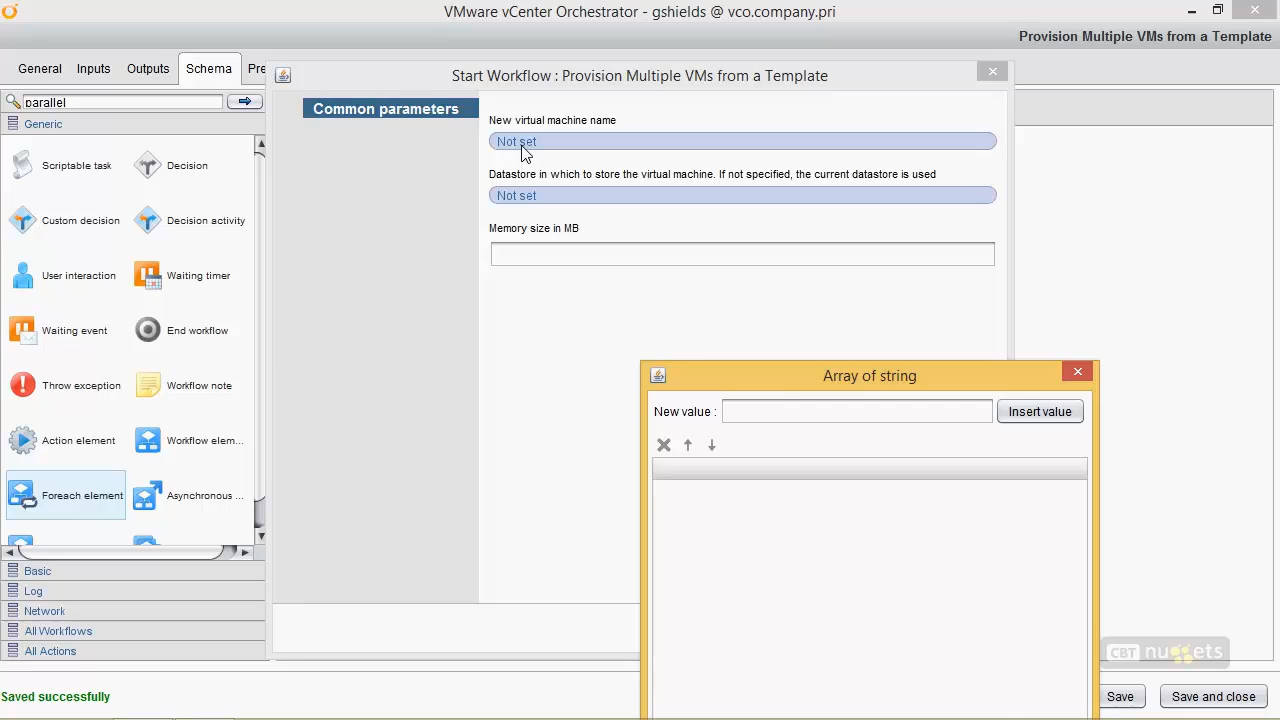 VMware vCenter Orchestrator - gshields @ vco.company.pri
Provision Multiple VMs from a Template
General Inputs Outputs Schema Pre
Start Workflow : Provision Multiple VMs from a Template
parallel
Generic
Scriptable task
Decision
Custom decision
Decision activity
User interaction
Waiting timer
Waiting event
End workflow
Throw exception
Workflow note
Action element
Workflow elem...
Foreach element
Asynchronous ...
Basic
Log
Network
All Workflows
All Actions
Common parameters
New virtual machine name
Not set
Datastore in which to store the virtual machine. If not specified, the current datastore is used
Not set
Memory size in MB
Array of string
New value :
Insert value
CBT nuggets
Saved successfully
Save
Save and close